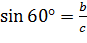 sin 60° = b/c